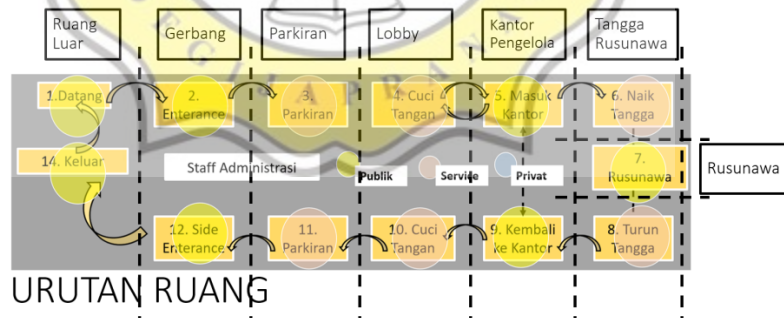 Ruang
Luar
Gerbang
Parkiran
Lobby
Kantor
Pengelola
Tangga
Rusunawa
1.Datang
2.
Enterance
3.
Parkiran
4. Cuci
Tangan
5. Masuk
Kantor
6. Naik
Tangga
14. Keluar
Staff Administrasi
Publik
Service
Privat
7.
Rusunawa
Rusunawa
12. Side
Enterance
11.
Parkiran
10. Cuci
Tangan
9. Kembali
ke Kantor
8. Turun
Tangga
URUTAN RUANG